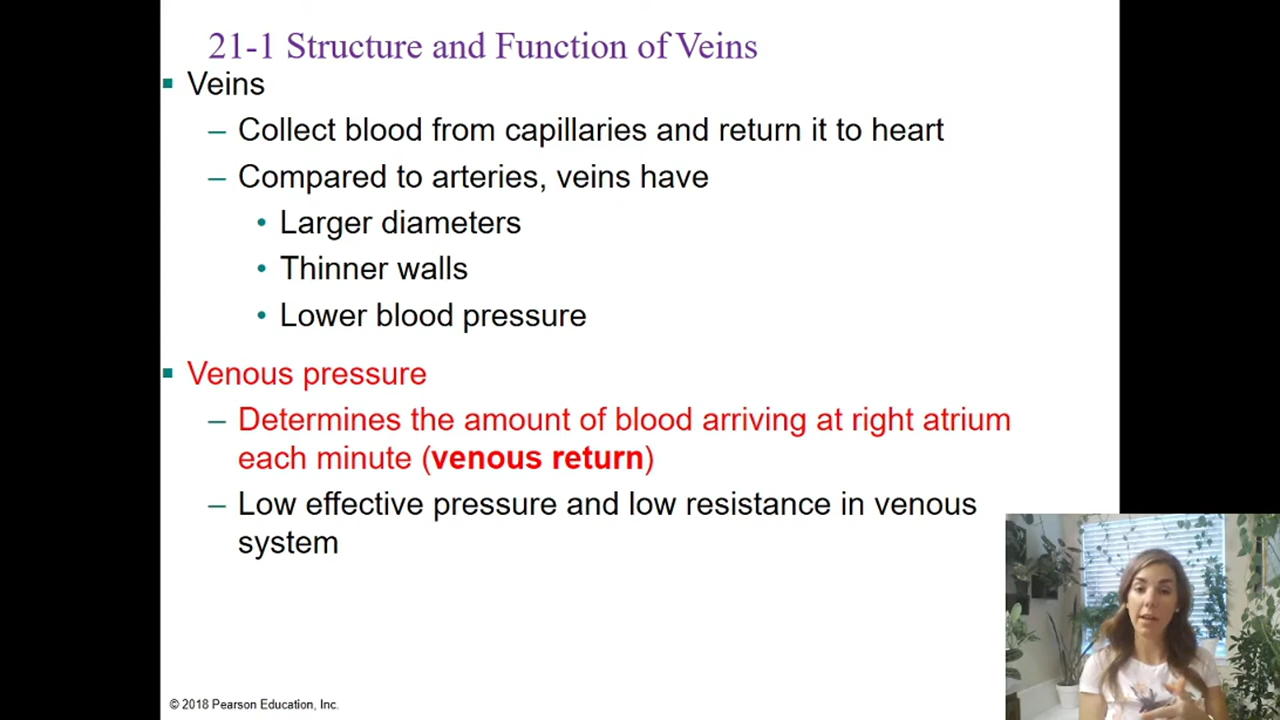 21-1 Structure and Function of Veins
▪ Veins
– Collect blood from capillaries and return it to heart
– Compared to arteries, veins have
• Larger diameters
• Thinner walls
• Lower blood pressure
▪ Venous pressure
– Determines the amount of blood arriving at right atrium
each minute (venous return)
– Low effective pressure and low resistance in venous
system
© 2018 Pearson Education, Inc.